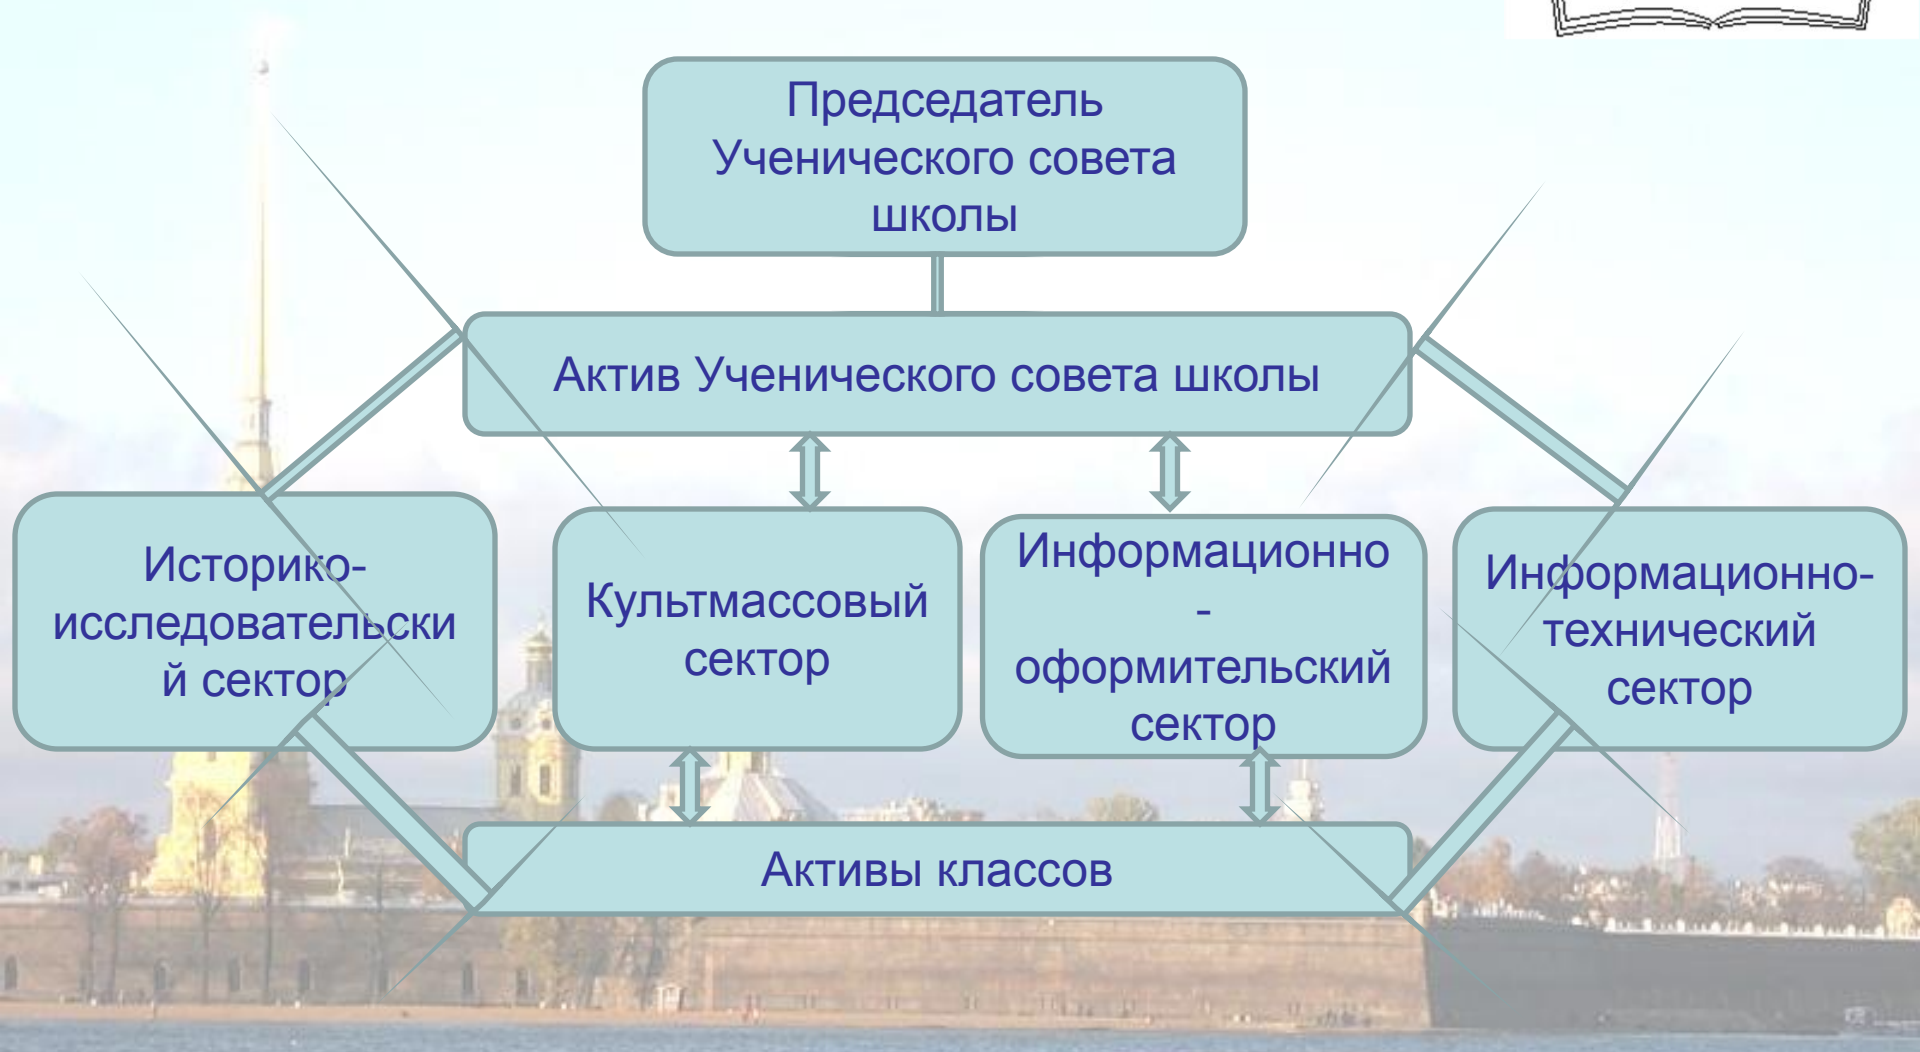 Председатель
Ученического совета
школы
Актив Ученического совета школы
Историко-
исследовательски
й сектор
Культмассовый
сектор
Информационно
-
оформительский
сектор
Информационно-
технический
сектор
Активы классов